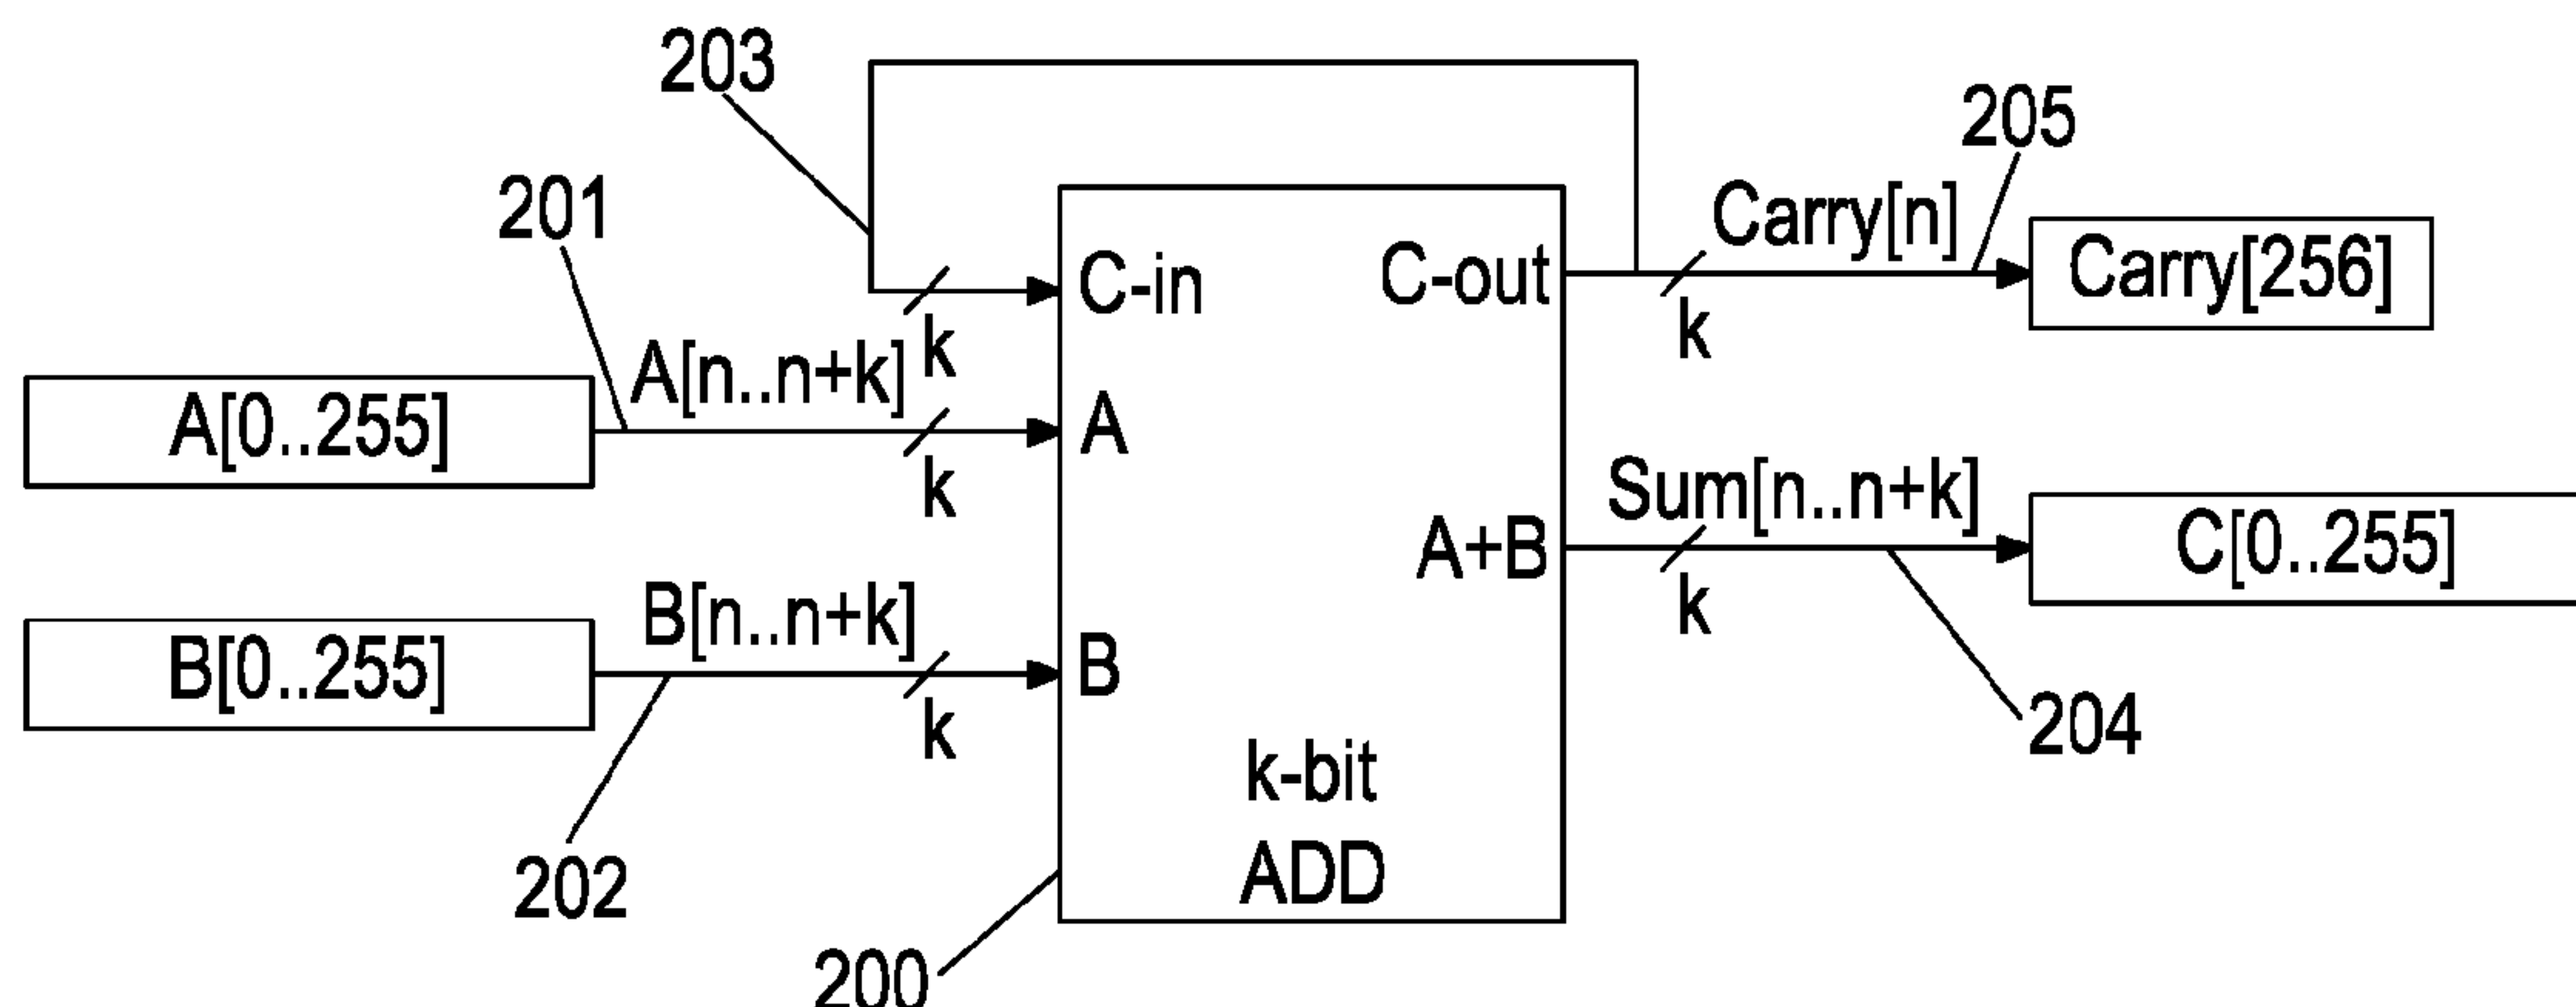 203
205
201
Carry[n]
C-in
C-out
Carry[256]
k
k
A[n..n+k]
A[0..255]
A
k
Sum[n..n+k]
A+B
C[0..255]
k
B[n..n+k]
B[0..255]
B
k
204
k-bit
ADD
202
200